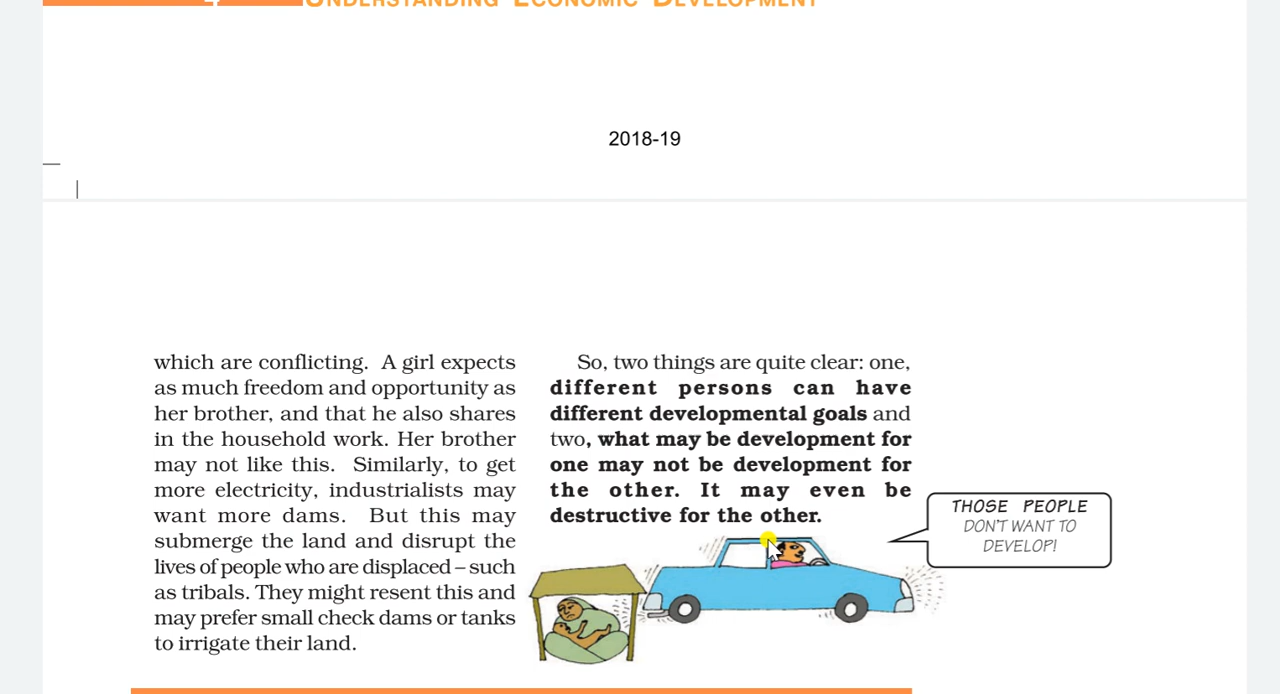 UNDERSTANDING ECONOMIC DEVELOPMENT
2018-19
which are conflicting. A girl expects
as much freedom and opportunity as
her brother, and that he also shares
in the household work. Her brother
may not like this. Similarly, to get
more electricity, industrialists may
want more dams. But this may
submerge the land and disrupt the
lives of people who are displaced – such
as tribals. They might resent this and
may prefer small check dams or tanks
to irrigate their land.
So, two things are quite clear: one,
different persons can have
different developmental goals and
two, what may be development for
one may not be development for
the other. It may even be
destructive for the other.
THOSE PEOPLE
DON'T WANT TO
DEVELOP!